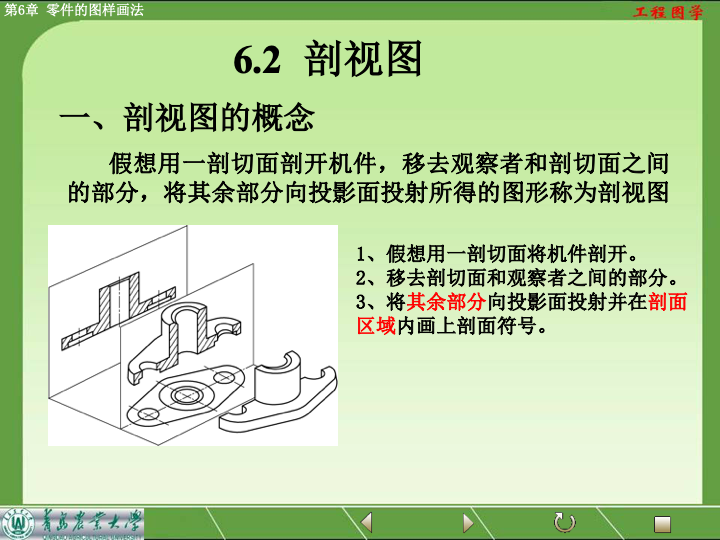 第6章 零件的图样画法
工程图学
6.2 剖视图
一、剖视图的概念
假想用一剖切面剖开机件，移去观察者和剖切面之间
的部分，将其余部分向投影面投射所得的图形称为剖视图
1、假想用一剖切面将机件剖开。
2、移去剖切面和观察者之间的部分。
3、将其余部分向投影面投射并在剖面
区域内画上剖面符号。
青岛农业大学